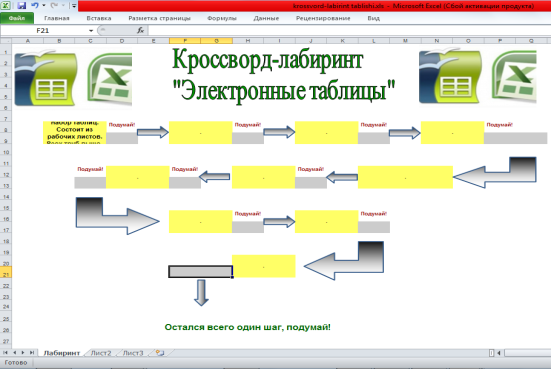 krossvord-labirint tablishi.xls - Microsoft Excel (Сбой активации продукта)
Файл Главная Вставка Разметка страницы Формулы Данные Рецензирование Вид
F21 fx
A B C D E F G H I J K L M N O P Q
Кроссворд-лабиринт
"Электронные таблицы"
Набор таблиц. Подумай! Подумай! Подумай! Подумай!
Состоит из
рабочих листов.
Подумай! Подумай! Подумай! Подумай!
Подумай! Подумай!
Остался всего один шаг, подумай!
Лабиринт Лист2 Лист3
Готово